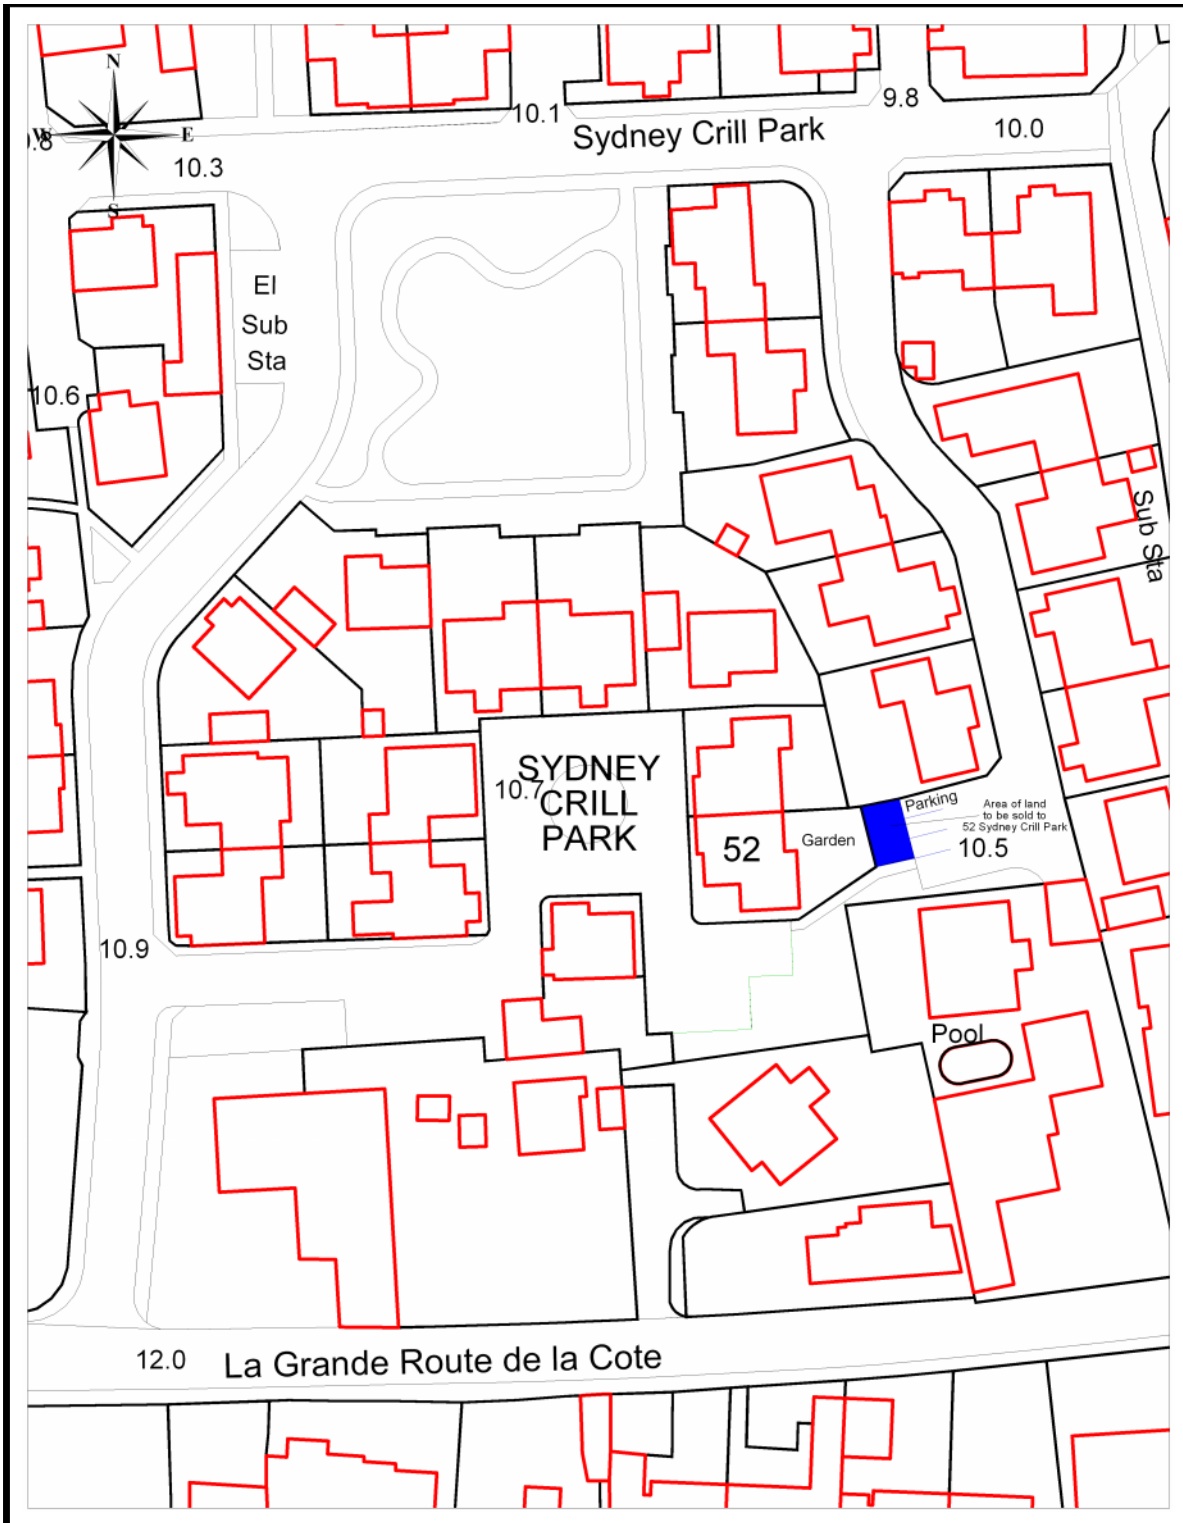 N
W
E
S
0.8
10.3
10.1
Sydney Crill Park
9.8
10.0
El
Sub
Sta
10.6
Sub Sta
SYDNEY
CRILL
PARK
10.7
52
Garden
Parking
Area of land
to be sold to
52 Sydney Crill Park
10.5
10.9
Pool
12.0
La Grande Route de la Cote